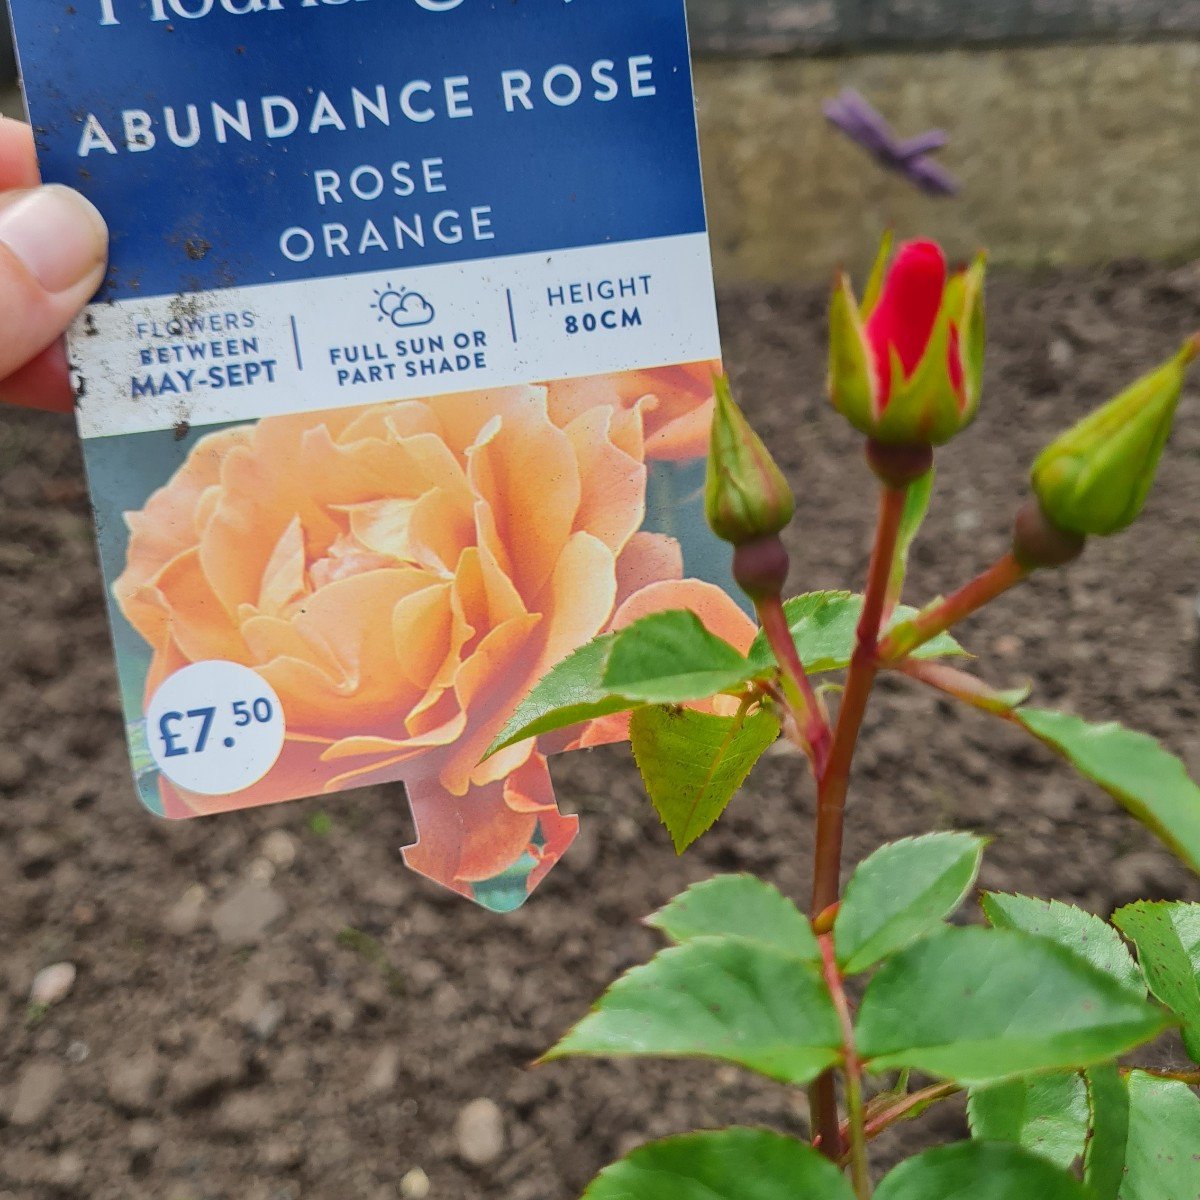 ABUNDANCE ROSE
ROSE
ORANGE
FLOWERS
BETWEEN
MAY-SEPT
FULL SUN OR
PART SHADE
HEIGHT
80CM
£7.50